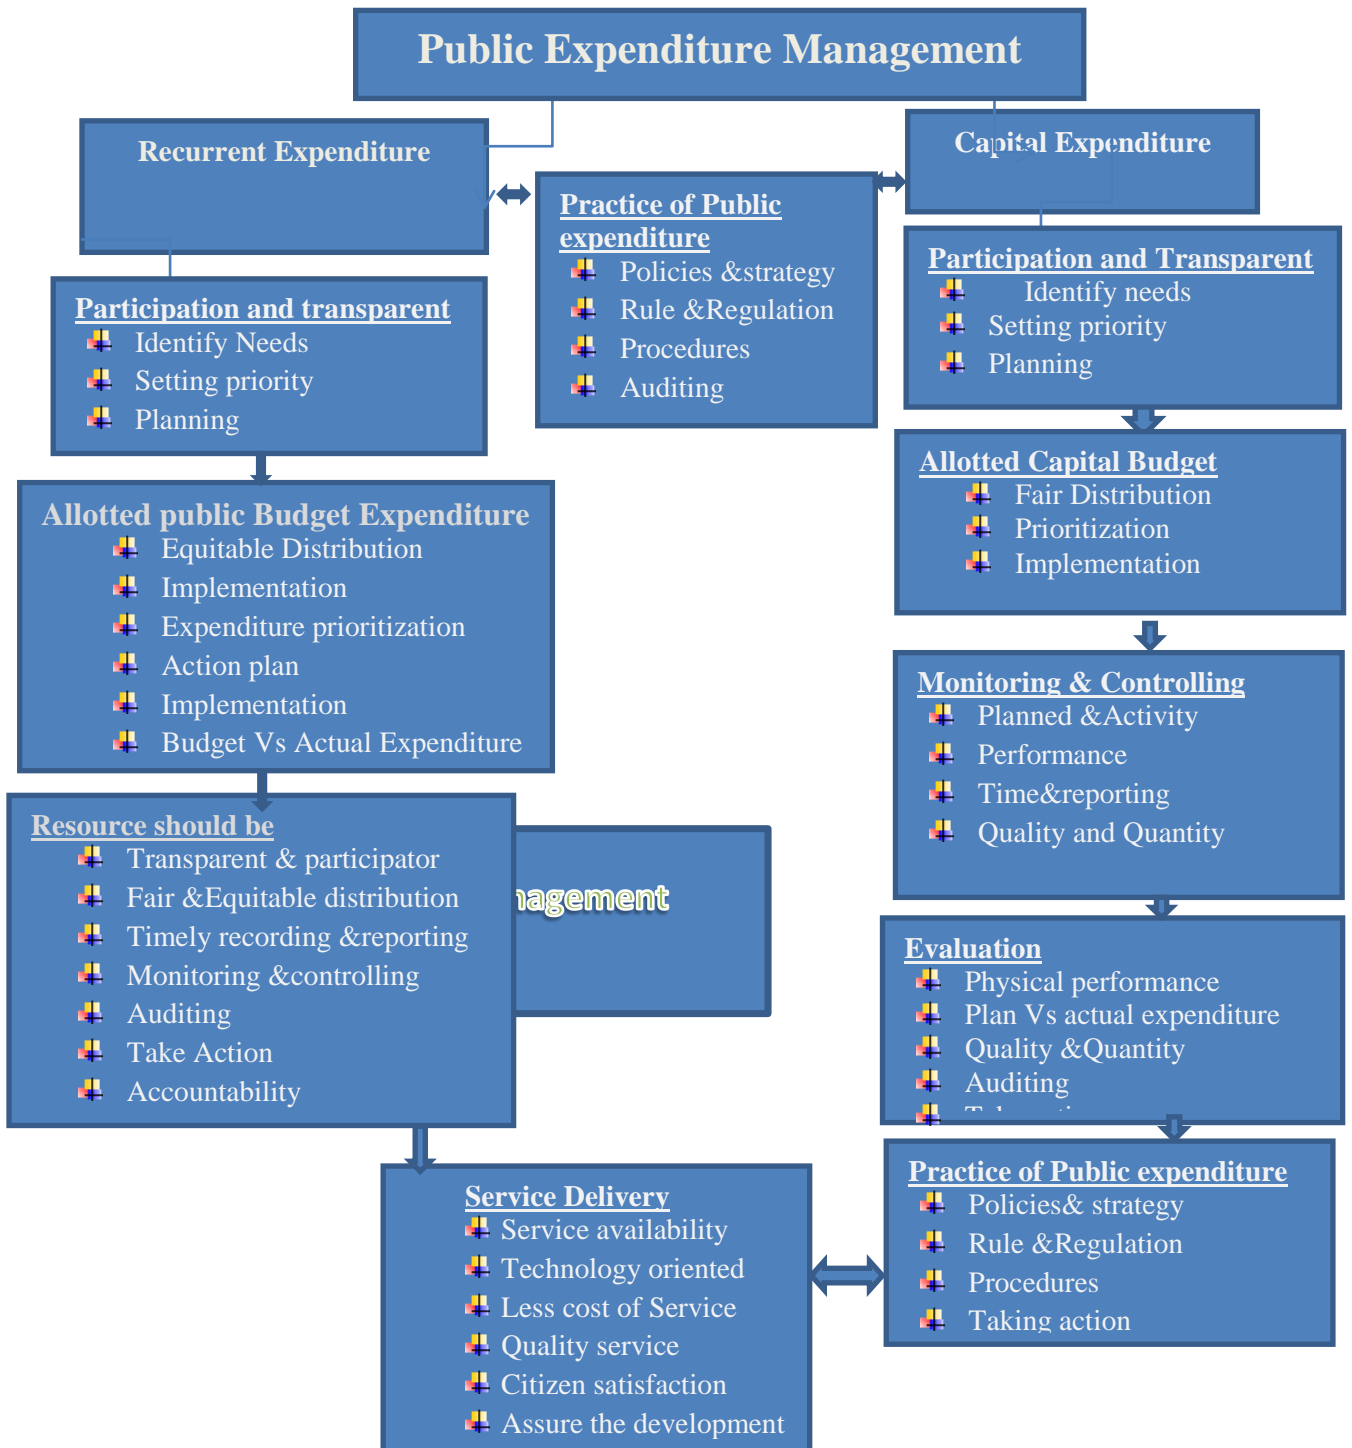 Public Expenditure Management
Recurrent Expenditure
Capital Expenditure
Practice of Public
expenditure
Policies &strategy
Rule &Regulation
Procedures
Auditing
Participation and transparent
Identify Needs
Setting priority
Planning
Participation and Transparent
Identify needs
Setting priority
Planning
Allotted public Budget Expenditure
Equitable Distribution
Implementation
Expenditure prioritization
Action plan
Implementation
Budget Vs Actual Expenditure
Allotted Capital Budget
Fair Distribution
Prioritization
Implementation
Monitoring & Controlling
Planned &Activity
Performance
Time&reporting
Quality and Quantity
Resource should be
Transparent & participator
Fair &Equitable distribution
Timely recording &reporting
Monitoring &controlling
Auditing
Take Action
Accountability
nagement
Evaluation
Physical performance
Plan Vs actual expenditure
Quality &Quantity
Auditing
Service Delivery
Service availability
Technology oriented
Less cost of Service
Quality service
Citizen satisfaction
Assure the development
Practice of Public expenditure
Policies& strategy
Rule &Regulation
Procedures
Taking action